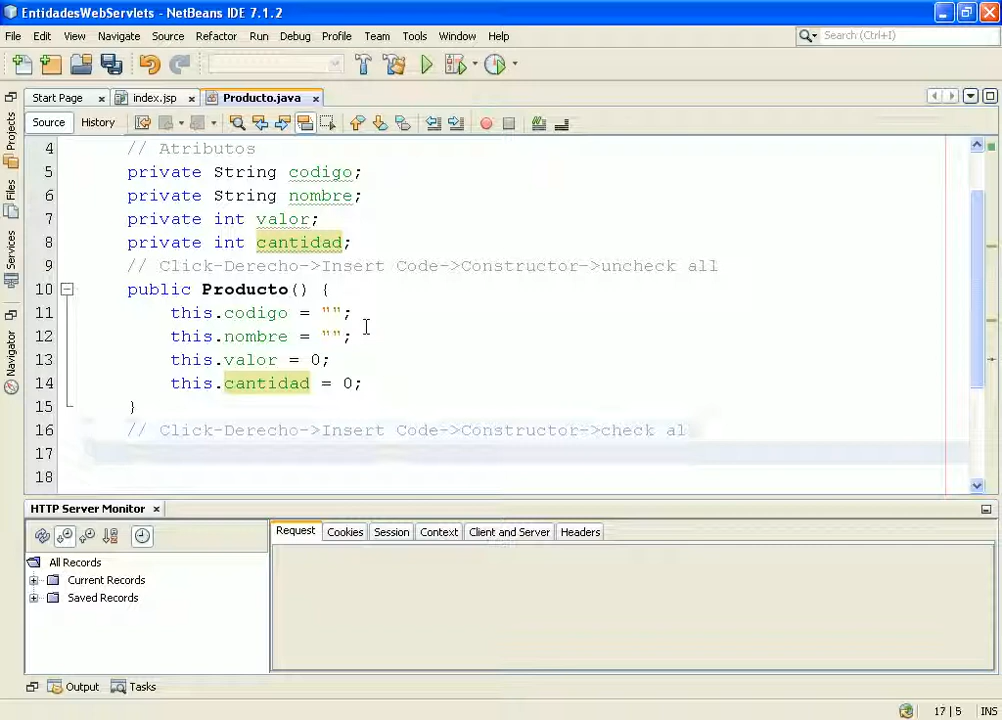 EntidadesWebServlets - NetBeans IDE 7.1.2
File Edit View Navigate Source Refactor Run Debug Profile Team Tools Window Help
Search (Ctrl+I)
Start Page index.jsp Producto.java
Source History
Projects
Files
Services
Navigator
4 // Atributos
5 private String codigo;
6 private String nombre;
7 private int valor;
8 private int cantidad;
9 // Click-Derecho->Insert Code->Constructor->uncheck all
10 public Producto() {
11 this.codigo = "";
12 this.nombre = "";
13 this.valor = 0;
14 this.cantidad = 0;
15 }
16 // Click-Derecho->Insert Code->Constructor->check al
17
18
HTTP Server Monitor
Request Cookies Session Context Client and Server Headers
All Records
Current Records
Saved Records
Output Tasks
17 | 5 INS